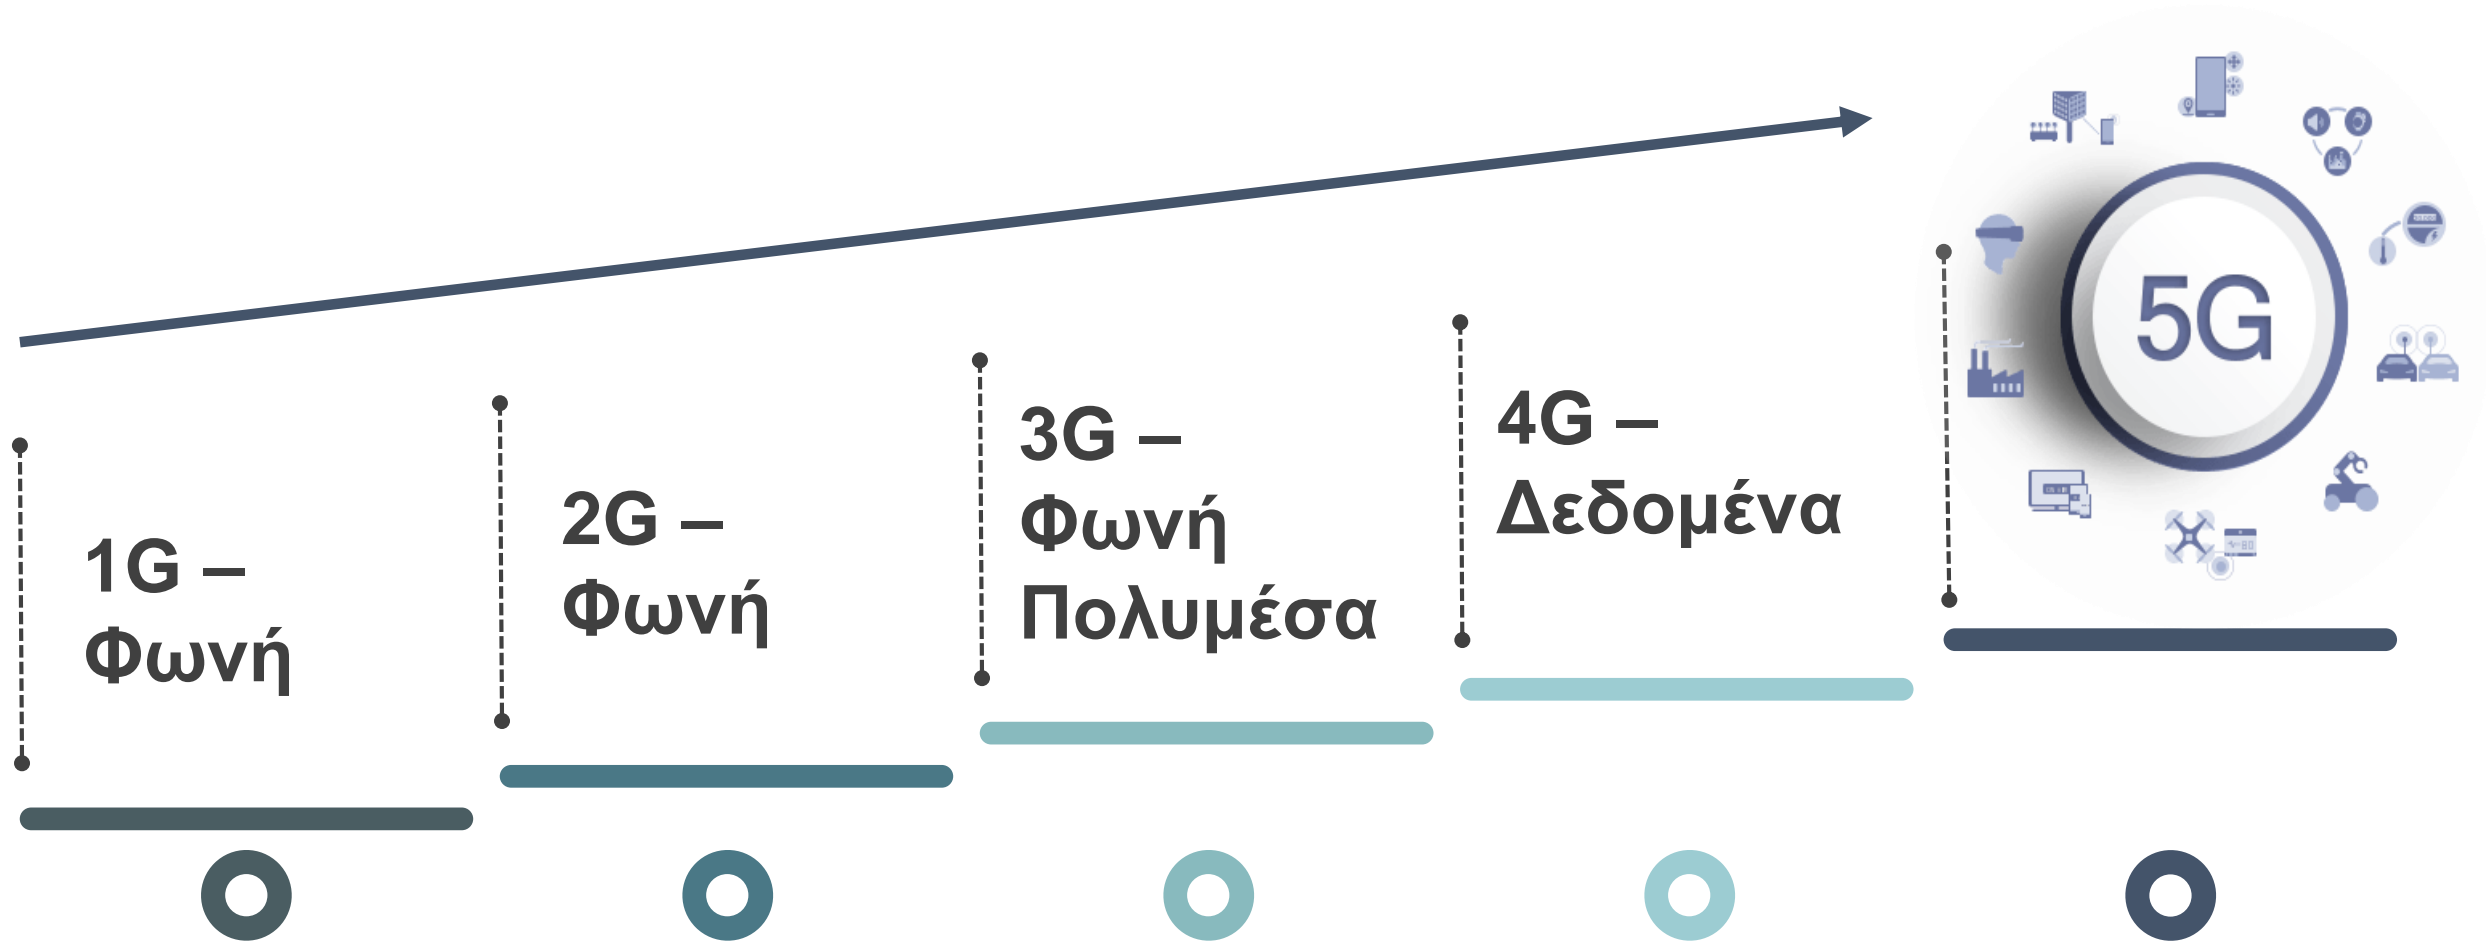 1G –
Φωνή
2G –
Φωνή
3G –
Φωνή
Πολυμέσα
4G –
Δεδομένα
5G